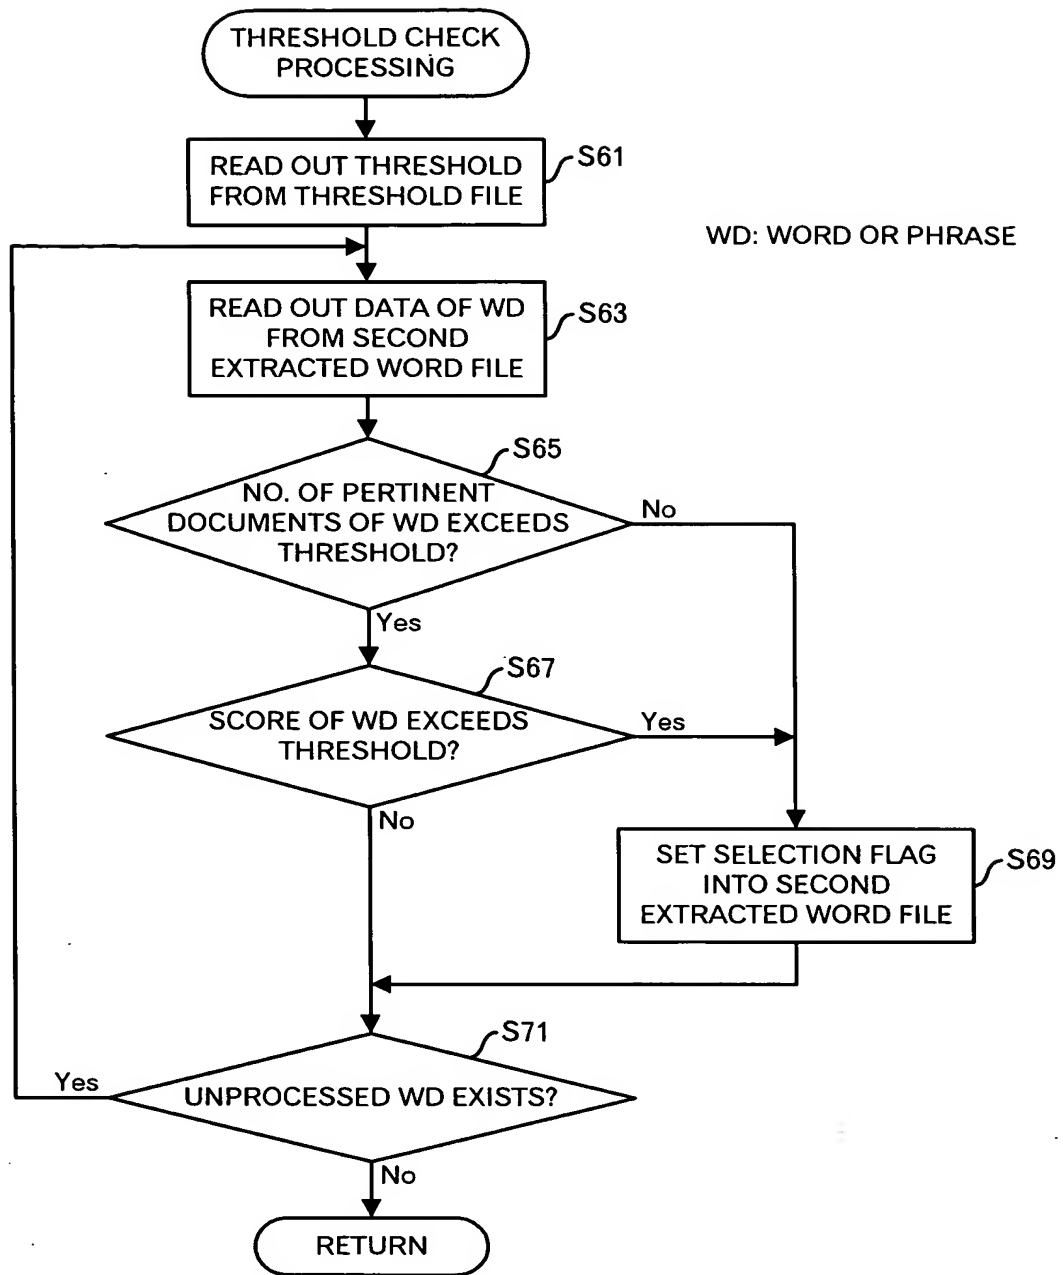 THRESHOLD CHECK
PROCESSING
READ OUT THRESHOLD
FROM THRESHOLD FILE
S61
WD: WORD OR PHRASE
READ OUT DATA OF WD
FROM SECOND
EXTRACTED WORD FILE
S63
S65
NO. OF PERTINENT
DOCUMENTS OF WD EXCEEDS
THRESHOLD?
No
Yes
S67
SCORE OF WD EXCEEDS
THRESHOLD?
Yes
No
SET SELECTION FLAG
INTO SECOND
EXTRACTED WORD FILE
S69
S71
UNPROCESSED WD EXISTS?
Yes
No
RETURN